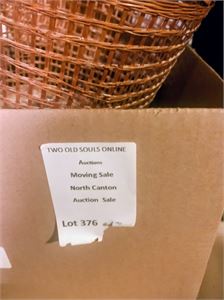 TWO OLD SOULS ONLINE
Auctions
Moving Sale
North Canton
Auction Sale
Lot 376